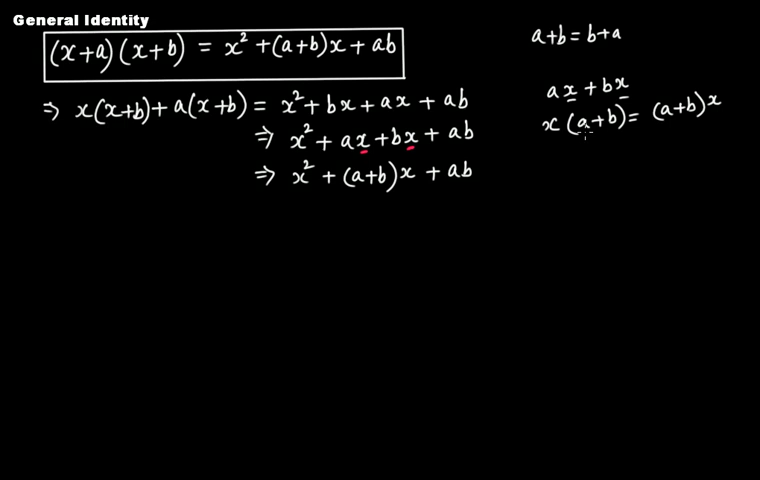 General Identity
(x+a)(x+b) = x² + (a+b)x + ab
⇒ x(x+b) + a(x+b) = x² + bx + ax + ab
⇒ x² + ax + bx + ab
⇒ x² + (a+b)x + ab
a+b = b+a
ax + bx
x(a+b) = (a+b)x